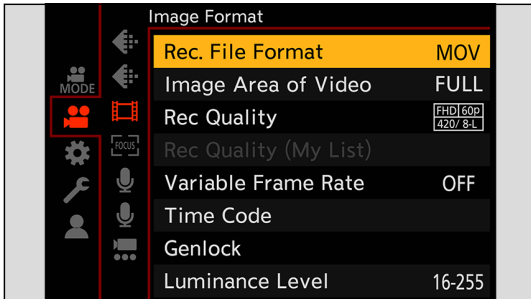 Image Format
Rec. File Format MOV
MODE
Image Area of Video FULL
Rec Quality FHD 60p 420/ 8-L
FOCUS
Rec Quality (My List)
Variable Frame Rate OFF
Time Code
Genlock
Luminance Level 16-255